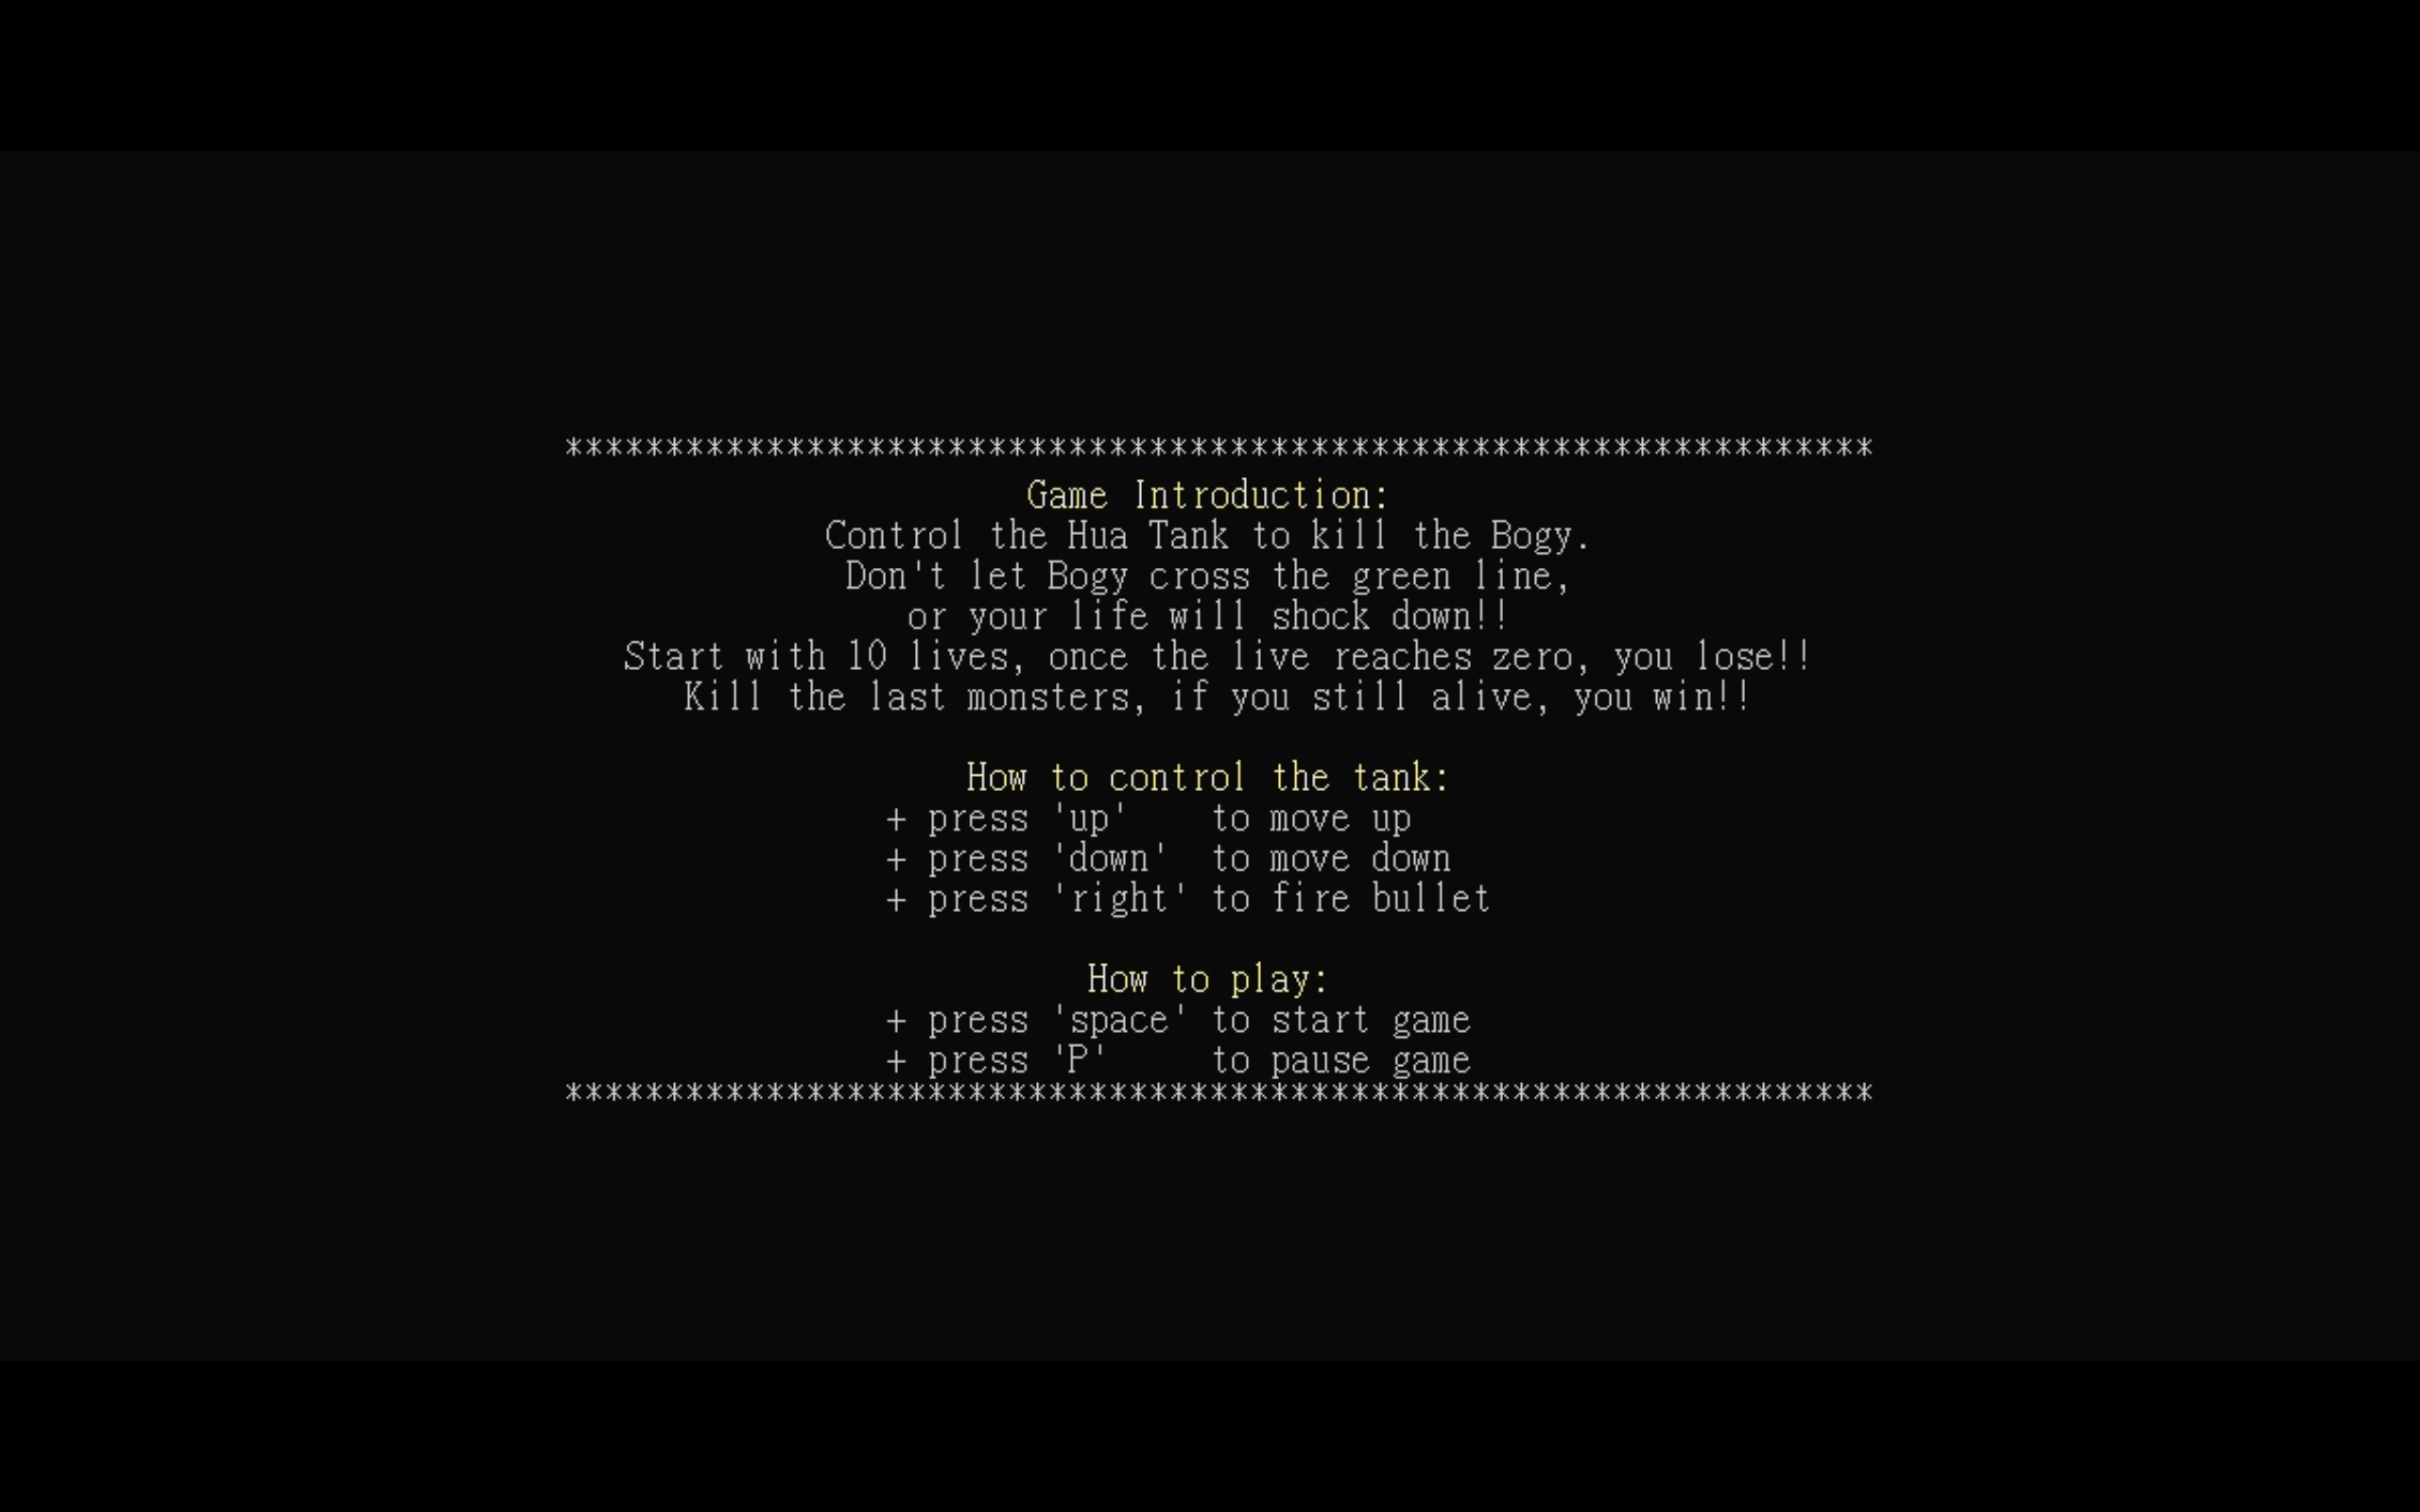 *****************************************************************
Game Introduction:
Control the Hua Tank to kill the Bogy.
Don't let Bogy cross the green line,
or your life will shock down!!
Start with 10 lives, once the live reaches zero, you lose!!
Kill the last monsters, if you still alive, you win!!
How to control the tank:
+ press 'up'    to move up
+ press 'down'  to move down
+ press 'right' to fire bullet
How to play:
+ press 'space' to start game
+ press 'P'     to pause game
*****************************************************************